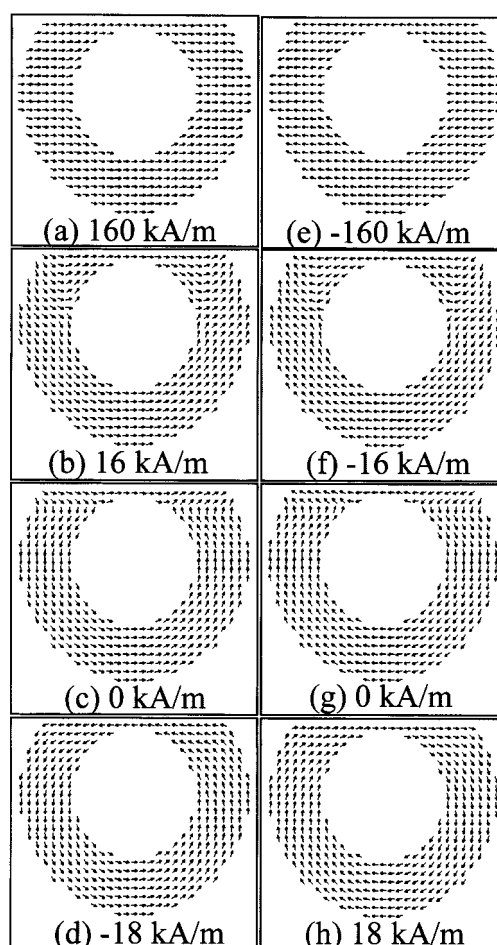 (a) 160 kA/m
(e) -160 kA/m
(b) 16 kA/m
(f) -16 kA/m
(c) 0 kA/m
(g) 0 kA/m
(d) -18 kA/m
(h) 18 kA/m